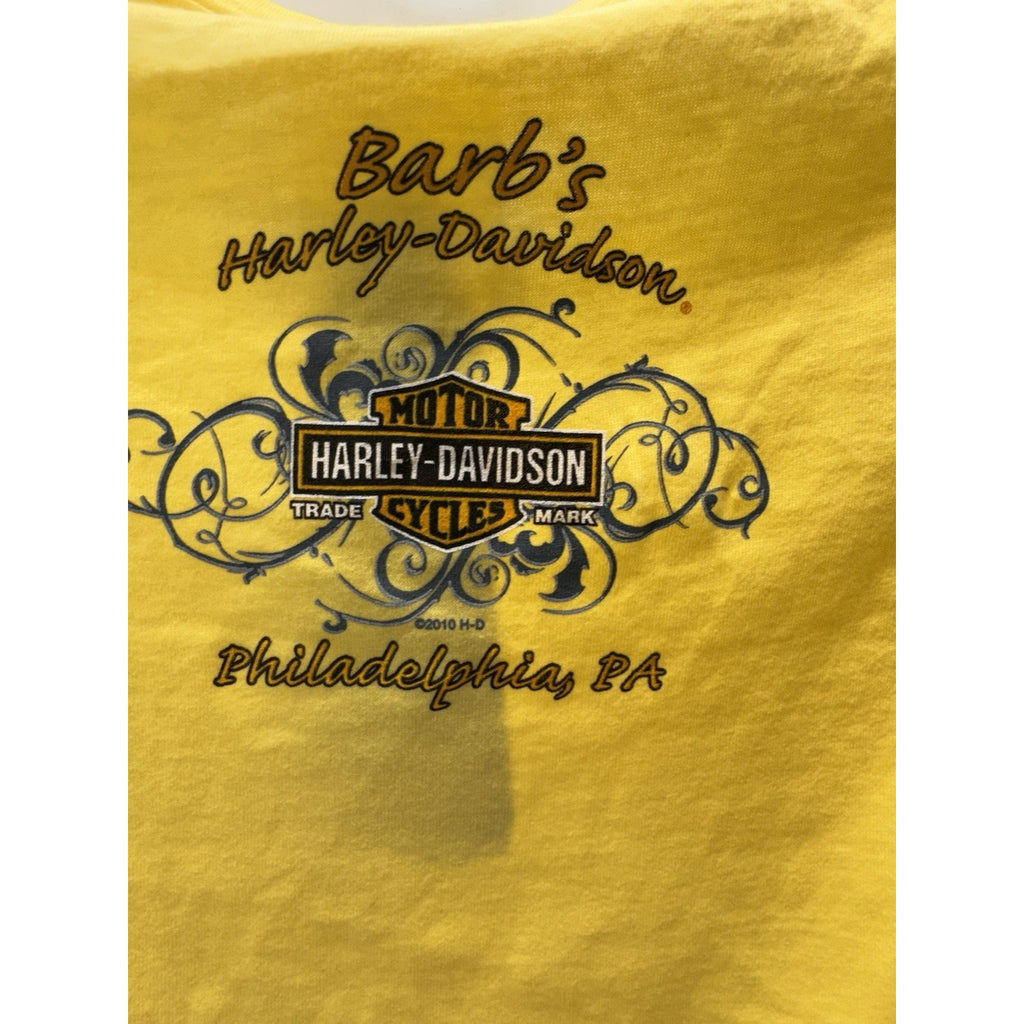 Barb's
Harley-Davidson
MOTOR
HARLEY-DAVIDSON
TRADE CYCLES MARK
©2010 H-D
Philadelphia, PA